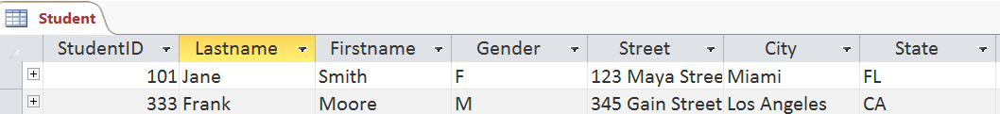 Student
StudentID Lastname Firstname Gender Street City State
101 Jane Smith F 123 Maya Stree Miami FL
333 Frank Moore M 345 Gain Street Los Angeles CA